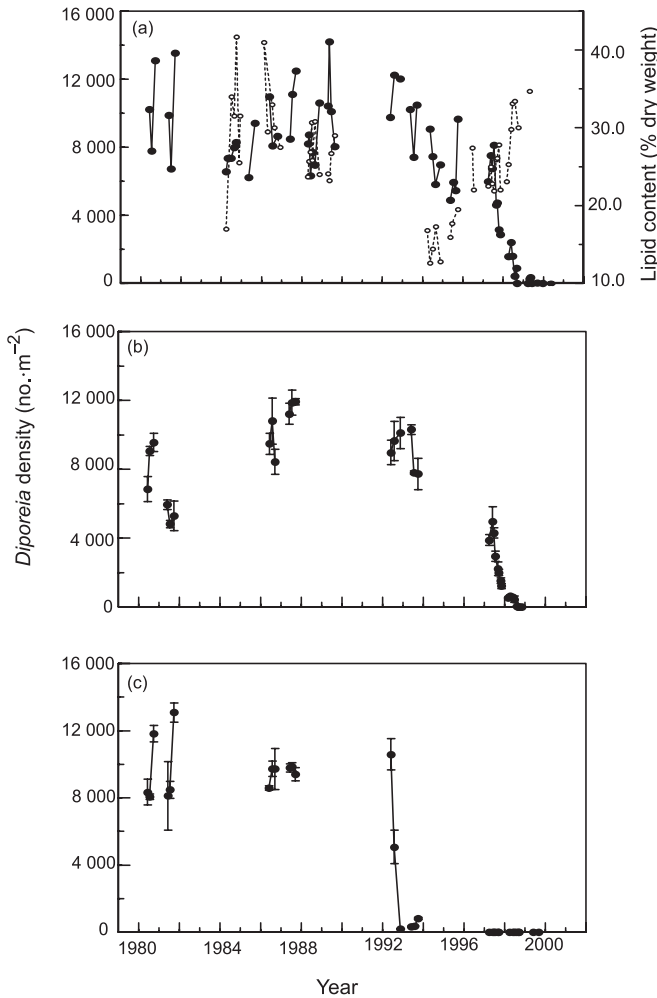 (a)
16 000
12 000
8 000
4 000
0
40.0
30.0
20.0
10.0
Lipid content (% dry weight)
Diporeia density (no.·m−2)
(b)
16 000
12 000
8 000
4 000
0
(c)
16 000
12 000
8 000
4 000
0
1980 1984 1988 1992 1996 2000
Year